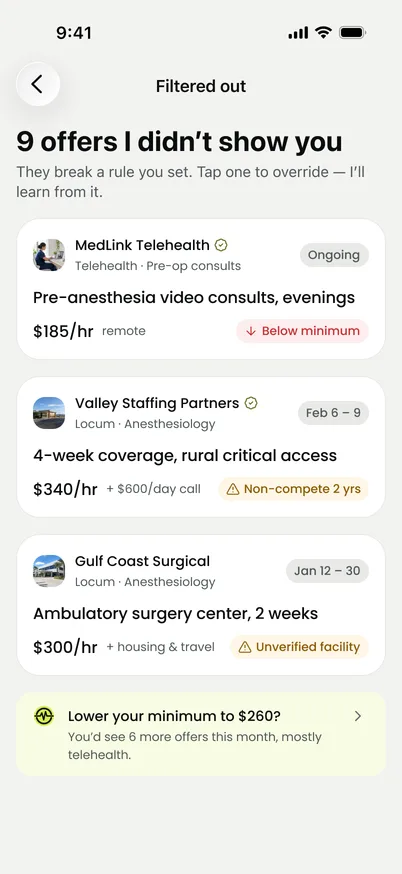 9:41
Filtered out
9 offers I didn’t show you
They break a rule you set. Tap one to override — I’ll
learn from it.
MedLink Telehealth
Telehealth · Pre-op consults
Ongoing
Pre-anesthesia video consults, evenings
$185/hr remote
Below minimum
Valley Staffing Partners
Locum · Anesthesiology
Feb 6 – 9
4-week coverage, rural critical access
$340/hr + $600/day call
Non-compete 2 yrs
Gulf Coast Surgical
Locum · Anesthesiology
Jan 12 – 30
Ambulatory surgery center, 2 weeks
$300/hr + housing & travel
Unverified facility
Lower your minimum to $260?
You’d see 6 more offers this month, mostly
telehealth.